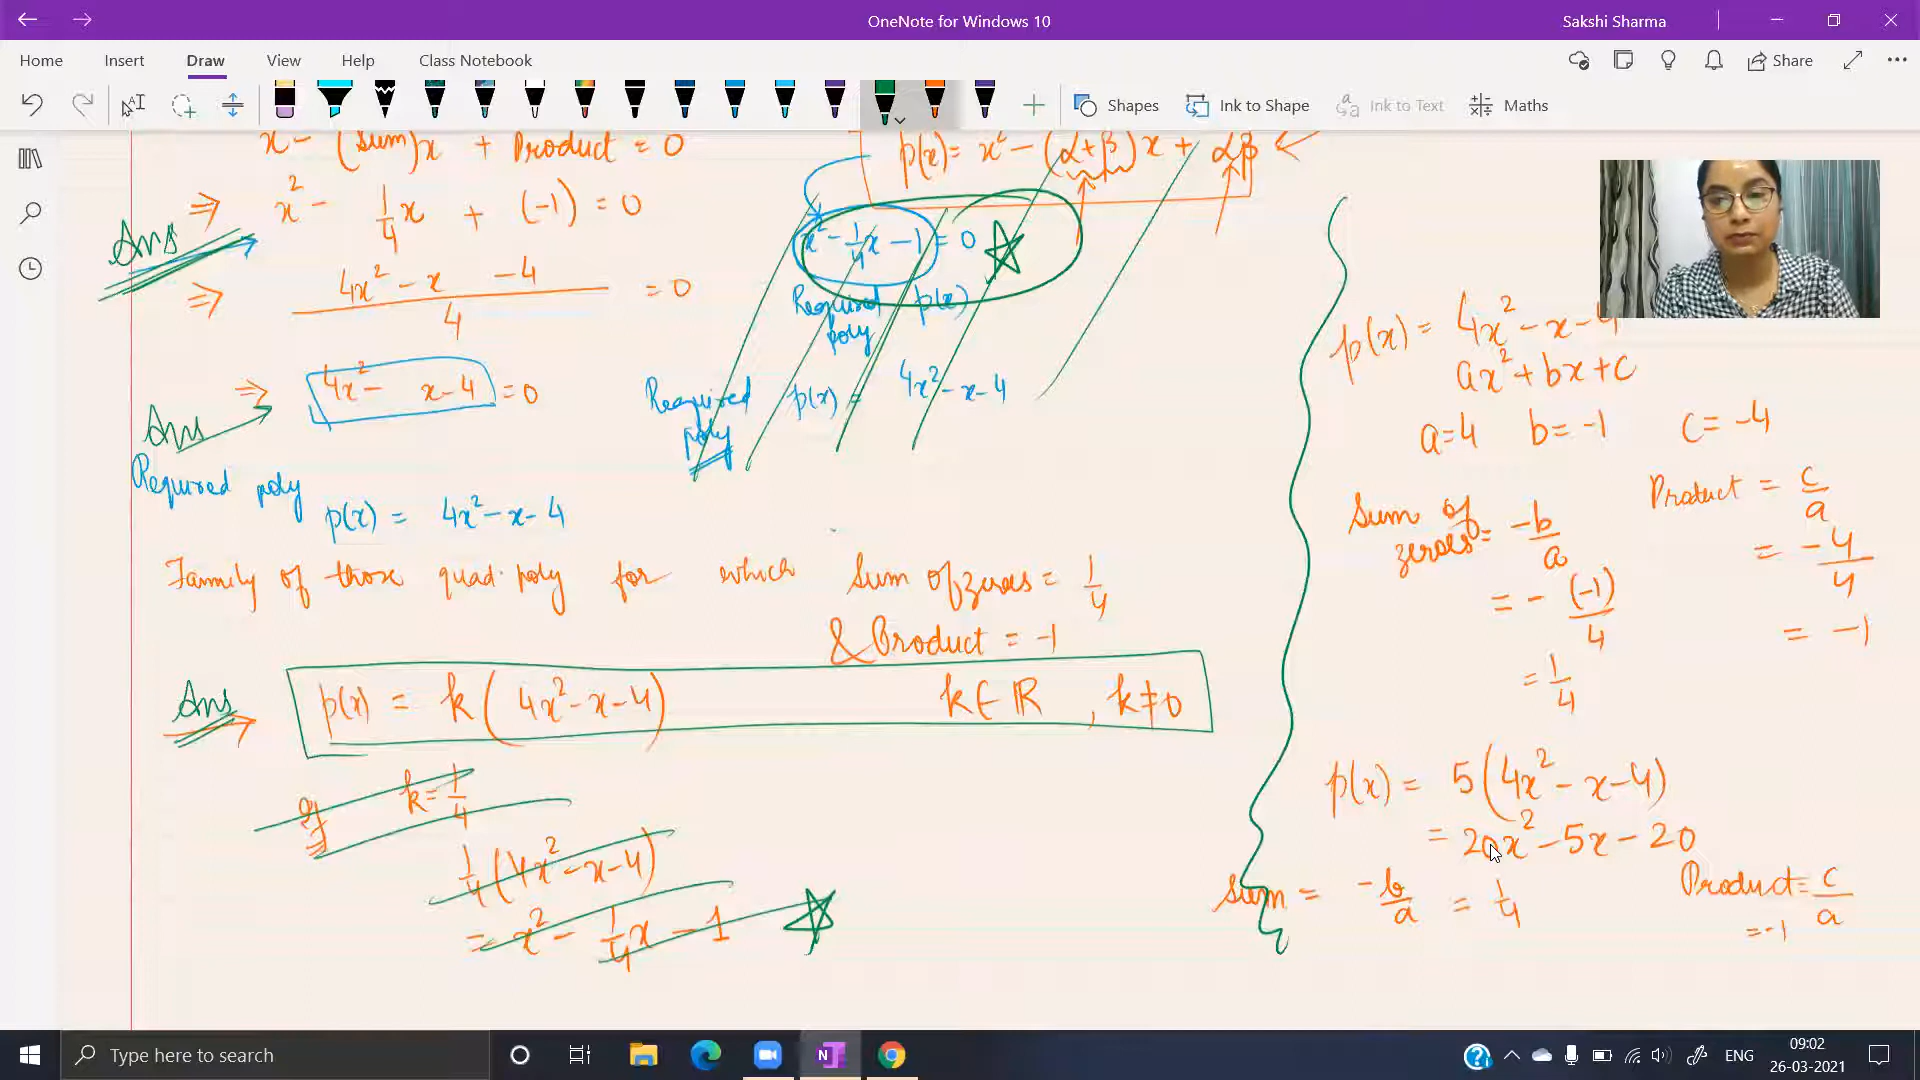 OneNote for Windows 10
Sakshi Sharma
Home Insert Draw View Help Class Notebook
Share
Shapes
Ink to Shape
Ink to Text
Maths
x - (Sum)x + Product = 0
⇒ x² - 1/4 x + (-1) = 0
Ans
⇒ 4x² - x - 4 / 4 = 0
⇒ 4x² - x - 4 = 0
Ans
Required poly
p(x) = 4x² - x - 4
p(x) = x² - (α+β)x + αβ ←
x² - 1/4 x - 1 = 0
Required p(x)
poly
Required p(x) = 4x² - x - 4
poly
Family of those quad. poly for which Sum of zeroes = 1/4
& Product = -1
Ans p(x) = k(4x² - x - 4) k ∈ ℝ, k ≠ 0
If k = 1/4
1/4 (4x² - x - 4)
= x² - 1/4 x - 1
p(x) = 4x² - x - 4
ax² + bx + c
a=4 b= -1 c= -4
Sum of zeroes = -b/a
= - (-1)/4
= 1/4
Product = c/a
= -4/4
= -1
p(x) = 5(4x² - x - 4)
= 20x² - 5x - 20
Sum = -b/a = 1/4
Product = c/a
= -1
Type here to search
ENG
09:02
26-03-2021